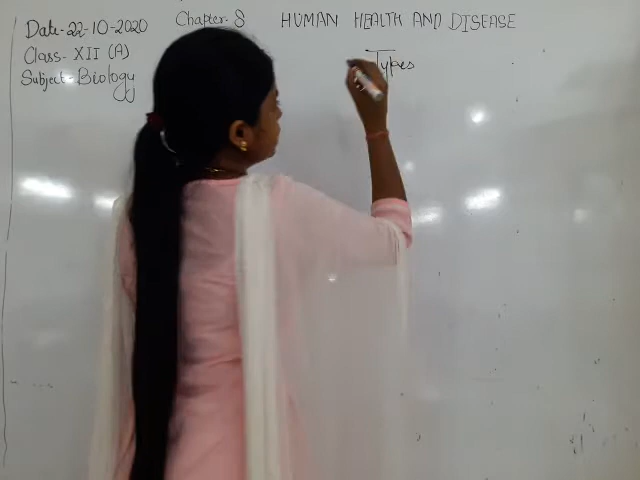 Date-22-10-2020
Chapter-8 HUMAN HEALTH AND DISEASE
Class- XII (A)
Subject-Biology
Types